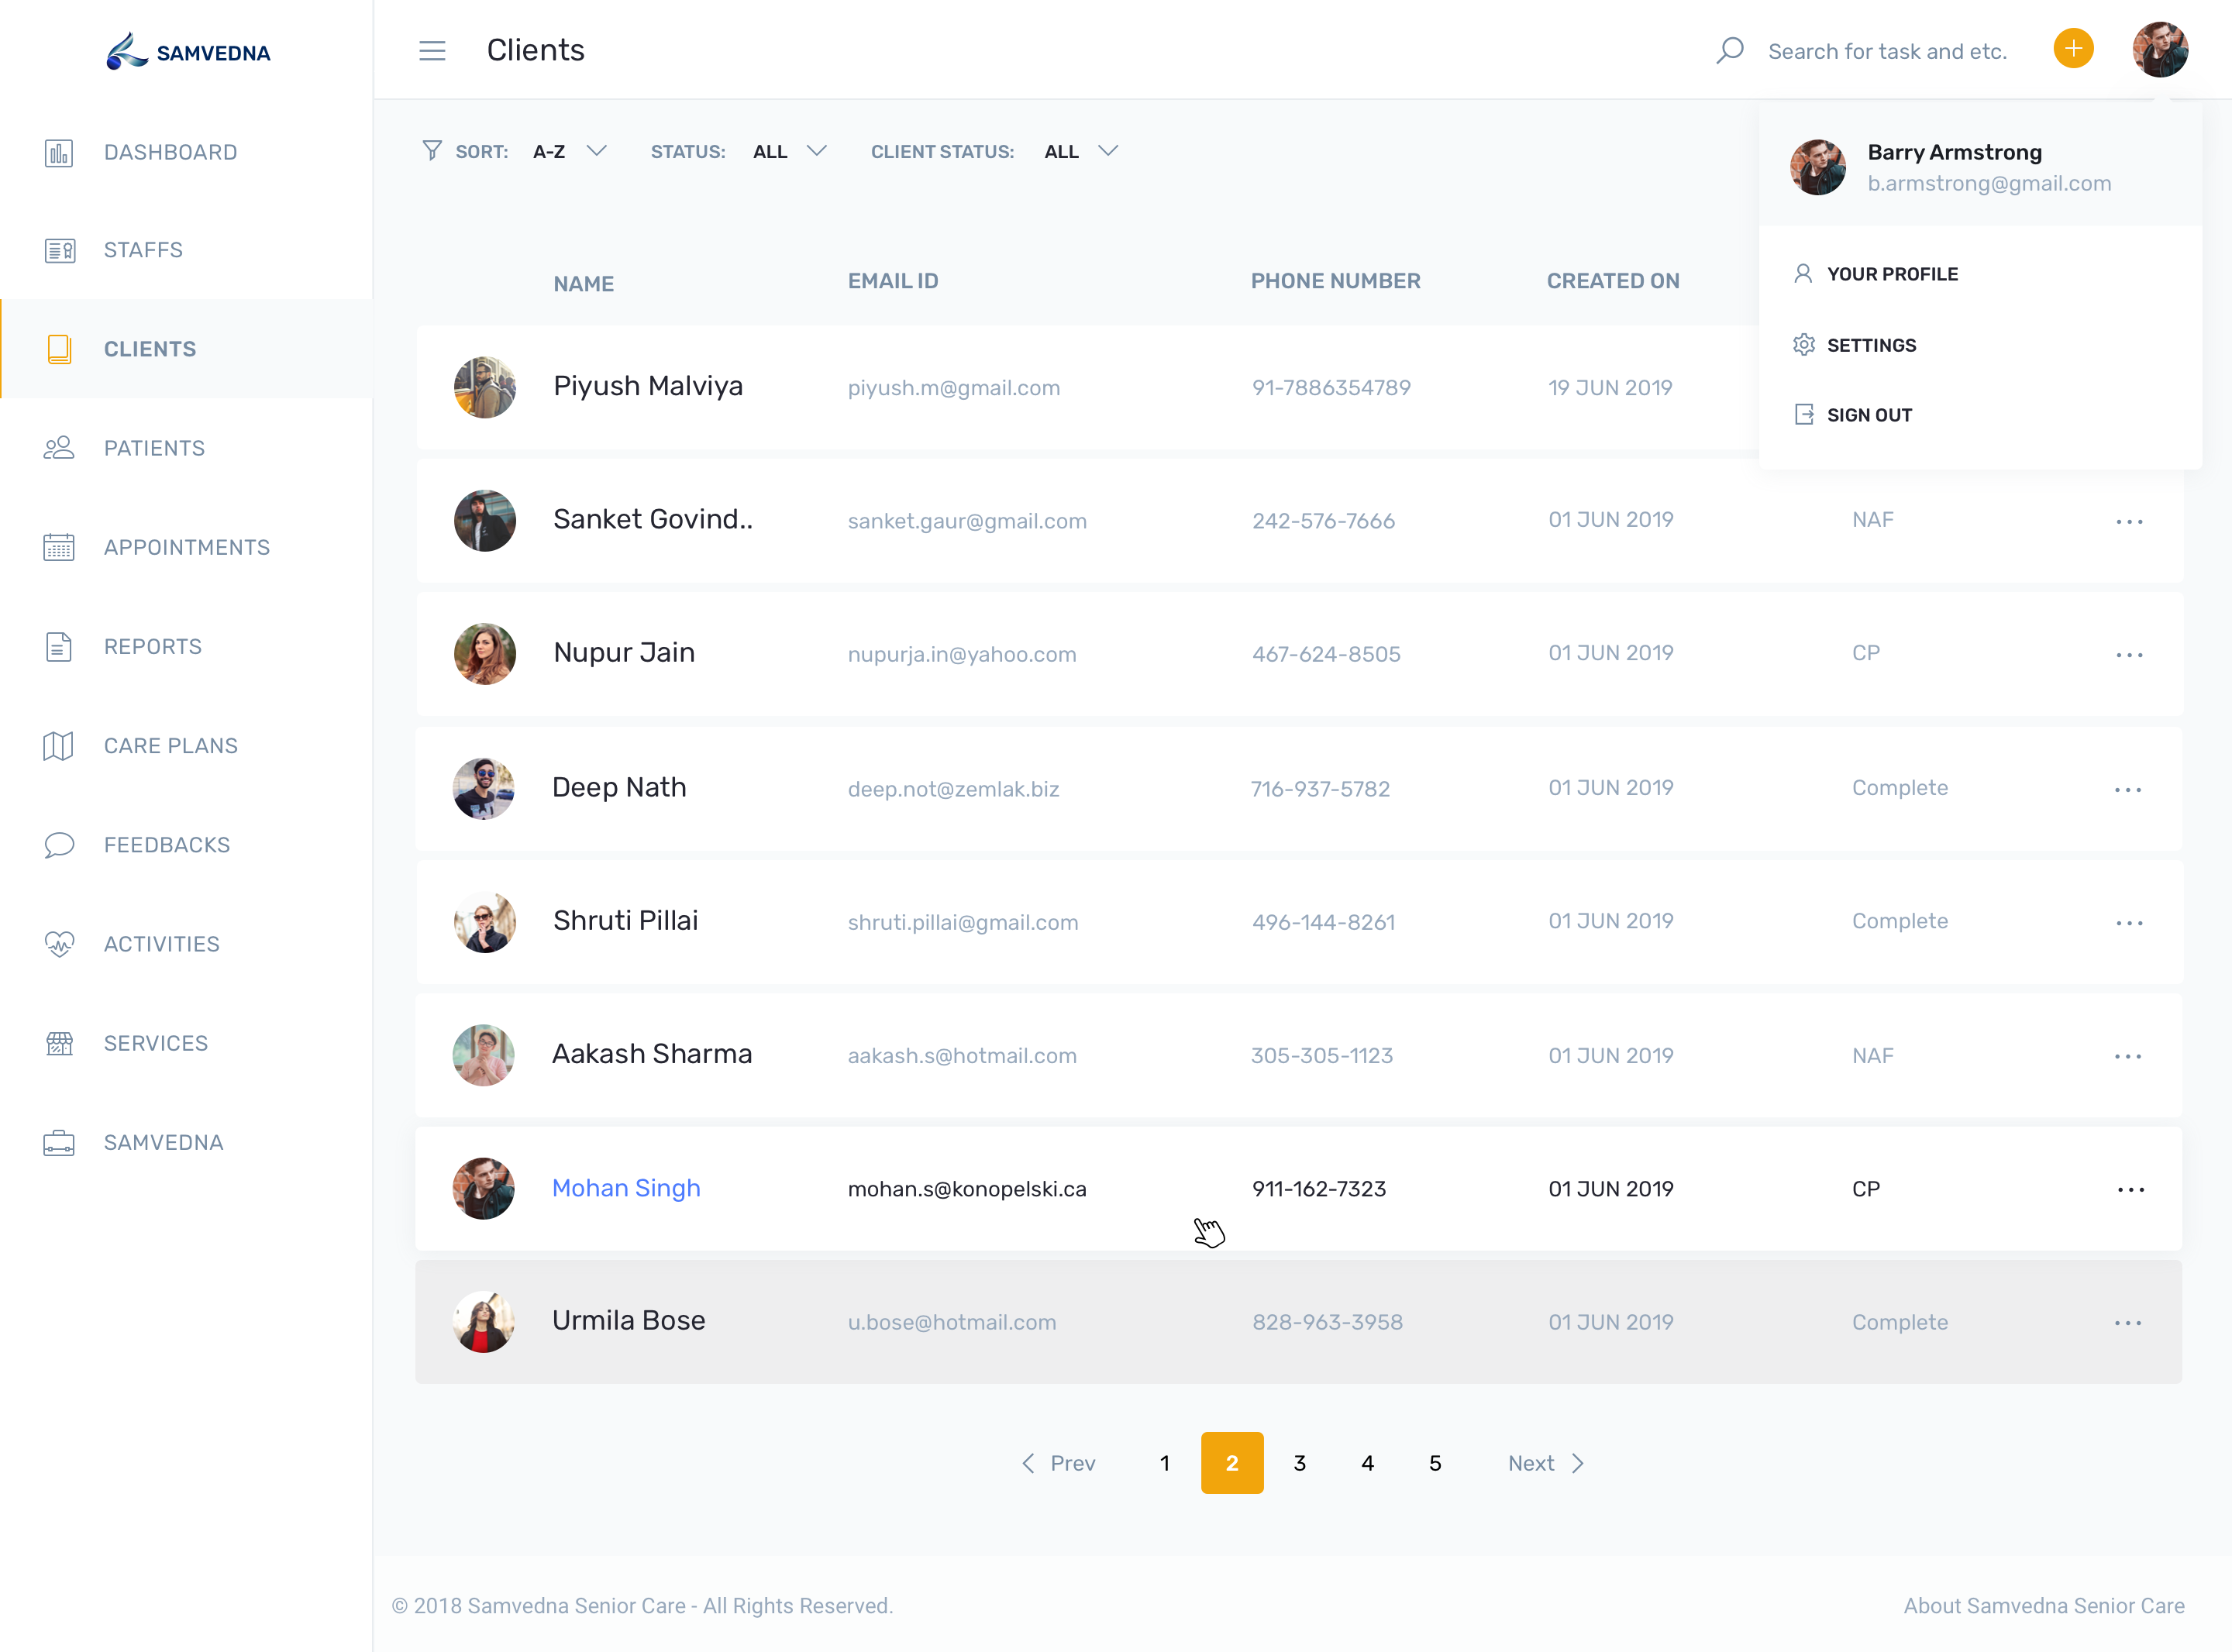 SAMVEDNA
Clients
Search for task and etc.
DASHBOARD
STAFFS
CLIENTS
PATIENTS
APPOINTMENTS
REPORTS
CARE PLANS
FEEDBACKS
ACTIVITIES
SERVICES
SAMVEDNA
SORT: A-Z STATUS: ALL CLIENT STATUS: ALL
Barry Armstrong
b.armstrong@gmail.com
YOUR PROFILE
SETTINGS
SIGN OUT
NAME EMAIL ID PHONE NUMBER CREATED ON
Piyush Malviya piyush.m@gmail.com 91-7886354789 19 JUN 2019
Sanket Govind.. sanket.gaur@gmail.com 242-576-7666 01 JUN 2019 NAF
Nupur Jain nupurja.in@yahoo.com 467-624-8505 01 JUN 2019 CP
Deep Nath deep.not@zemlak.biz 716-937-5782 01 JUN 2019 Complete
Shruti Pillai shruti.pillai@gmail.com 496-144-8261 01 JUN 2019 Complete
Aakash Sharma aakash.s@hotmail.com 305-305-1123 01 JUN 2019 NAF
Mohan Singh mohan.s@konopelski.ca 911-162-7323 01 JUN 2019 CP
Urmila Bose u.bose@hotmail.com 828-963-3958 01 JUN 2019 Complete
Prev 1 2 3 4 5 Next
© 2018 Samvedna Senior Care - All Rights Reserved.
About Samvedna Senior Care